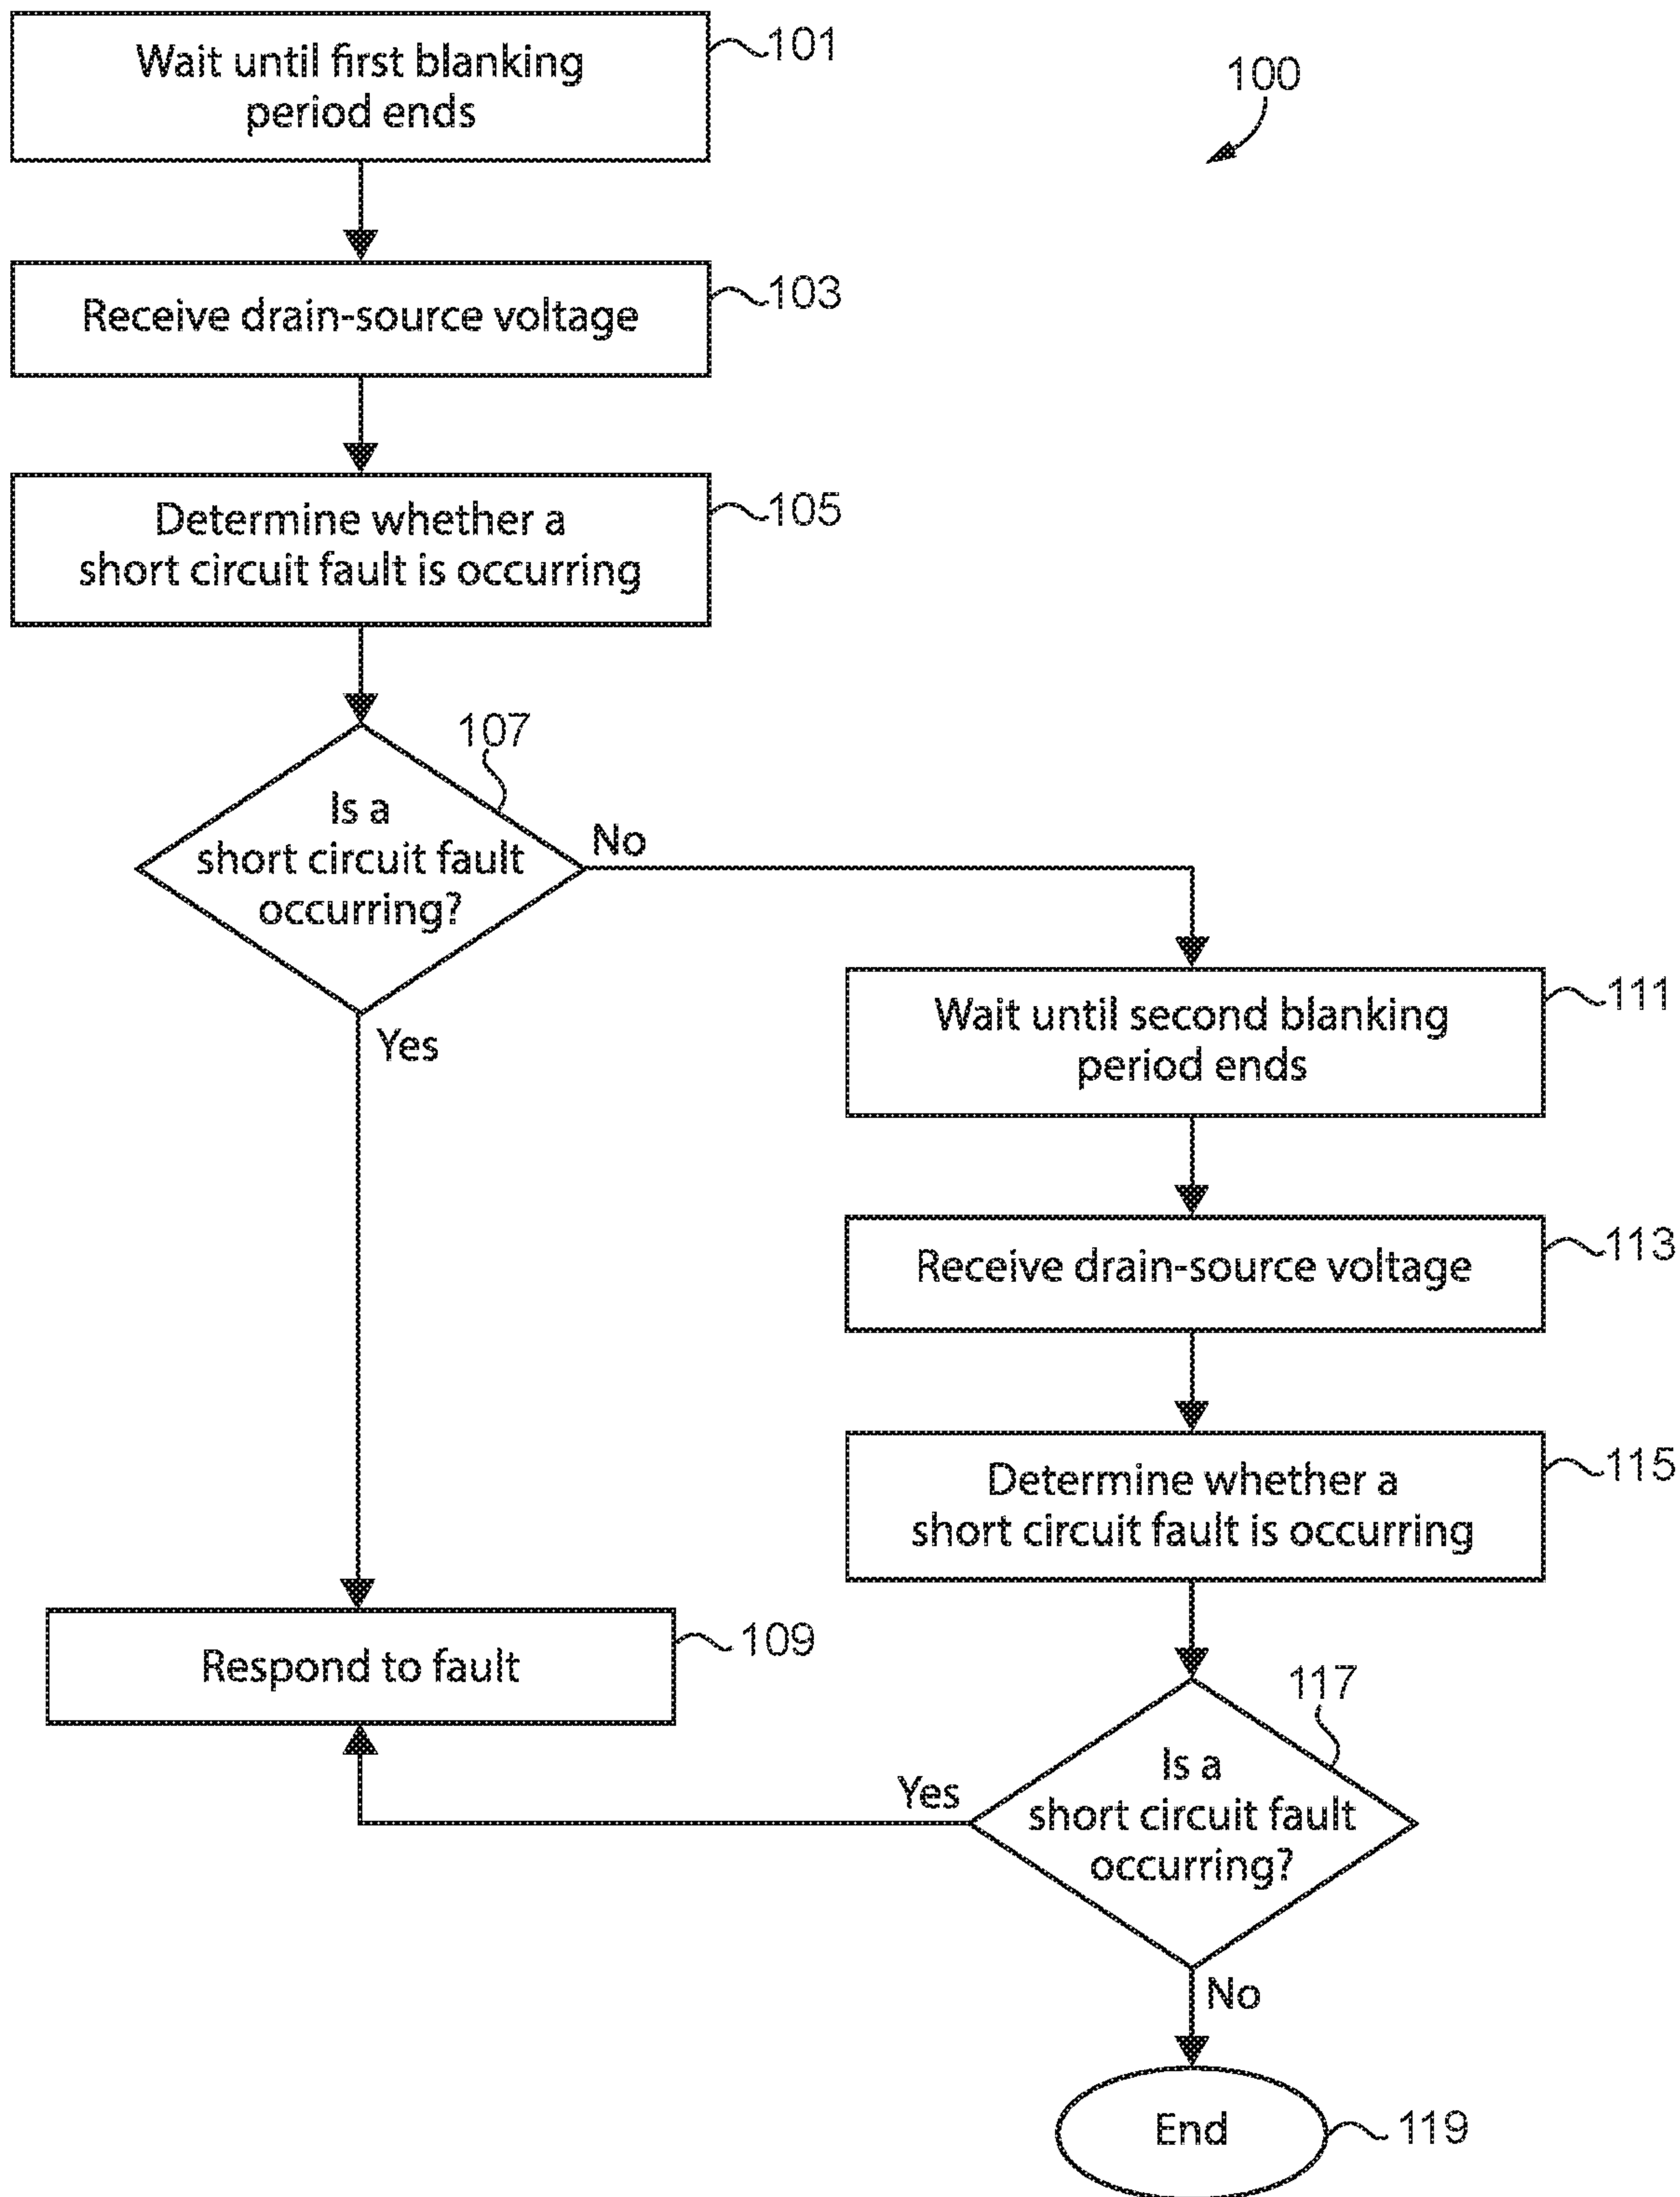 Wait until first blanking
period ends
101
100
Receive drain-source voltage
103
Determine whether a
short circuit fault is occurring
105
107
Is a
short circuit fault
occurring?
No
Yes
Wait until second blanking
period ends
111
Receive drain-source voltage
113
Determine whether a
short circuit fault is occurring
115
Respond to fault
109
117
Is a
short circuit fault
occurring?
Yes
No
End
119